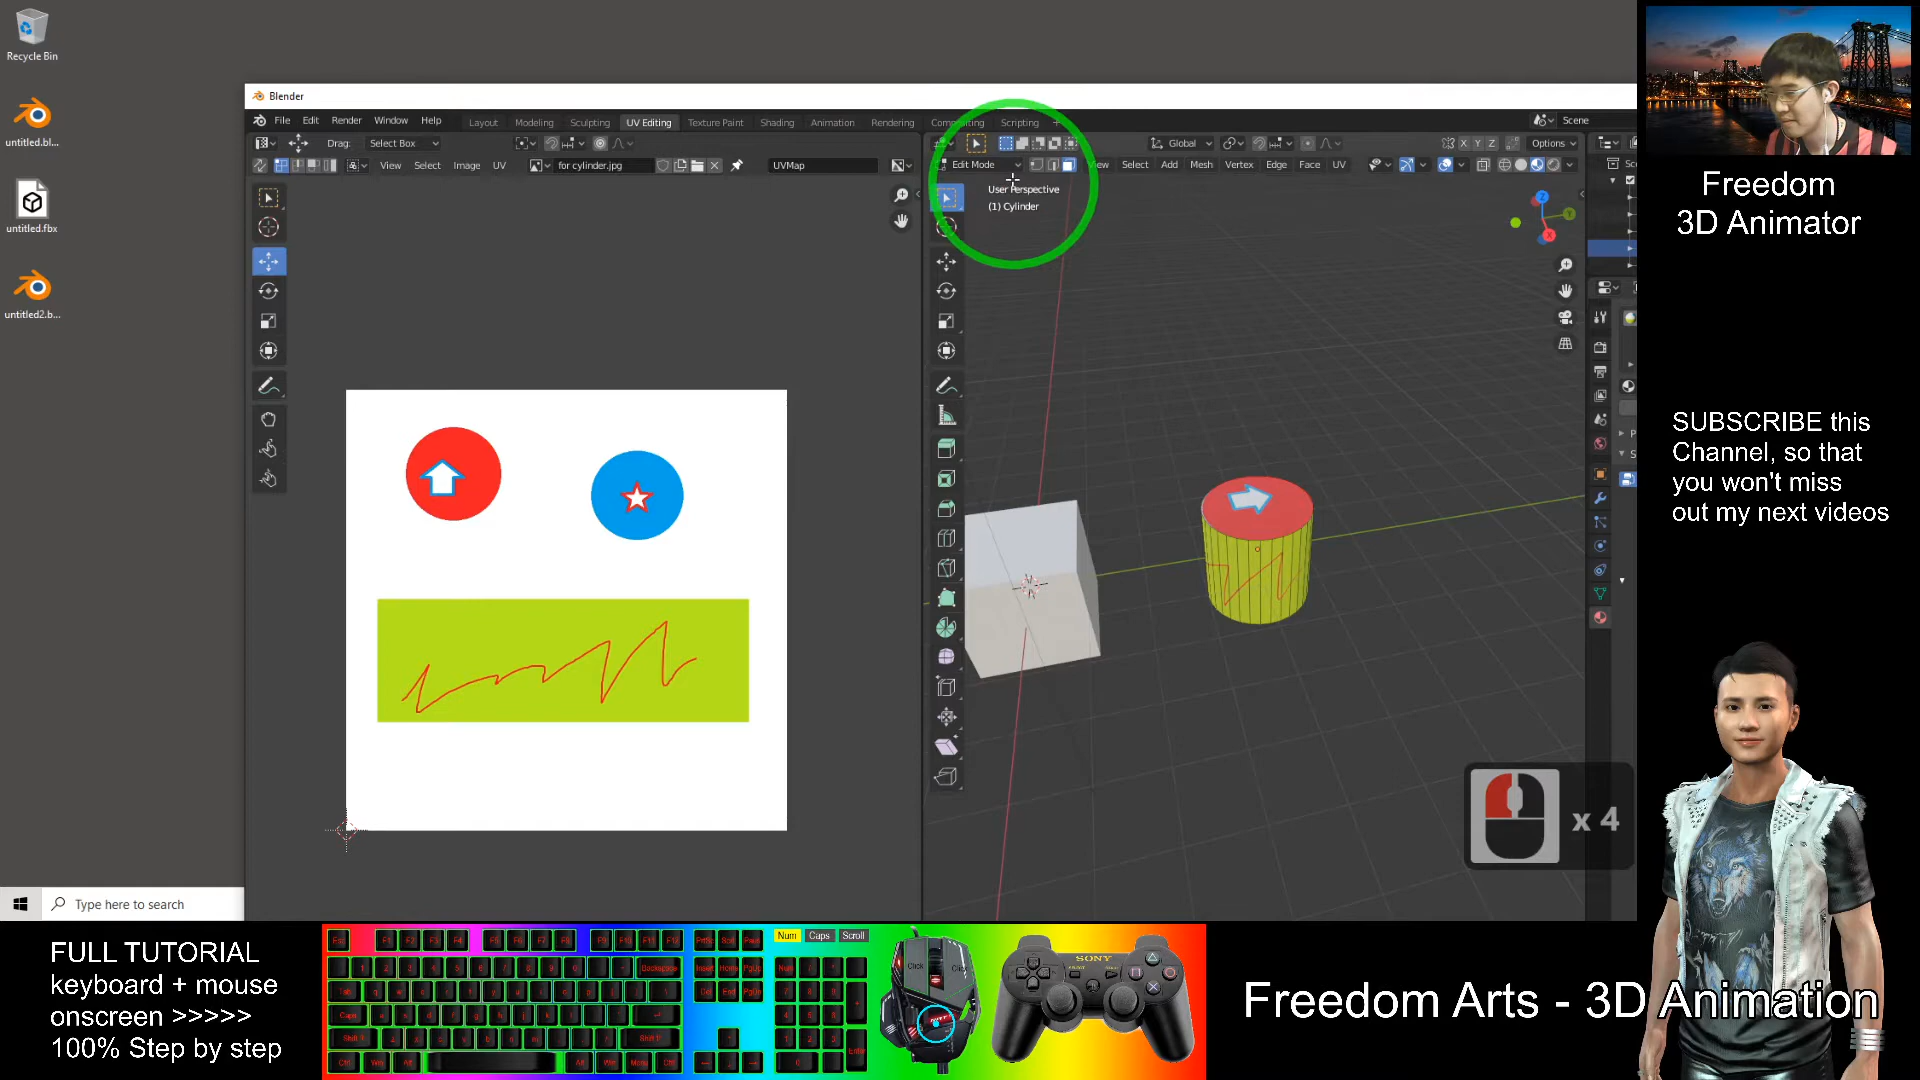 Recycle Bin
untitled.bl...
untitled.fbx
untitled2.b...
Type here to search
Blender
File Edit Render Window Help
Layout Modeling Sculpting UV Editing Texture Paint Shading Animation Rendering Scripting +
Scene
Drag: Select Box
Global
X Y Z
Options
View Select Image UV
for cylinder.jpg
UVMap
Edit Mode
Select Add Mesh Vertex Edge Face UV
User Perspective
(1) Cylinder
x 4
Freedom
3D Animator
SUBSCRIBE this
Channel, so that
you won't miss
out my next videos
FULL TUTORIAL
keyboard + mouse
onscreen >>>>>
100% Step by step
Num Caps Scroll
Click
SONY
Freedom Arts - 3D Animation